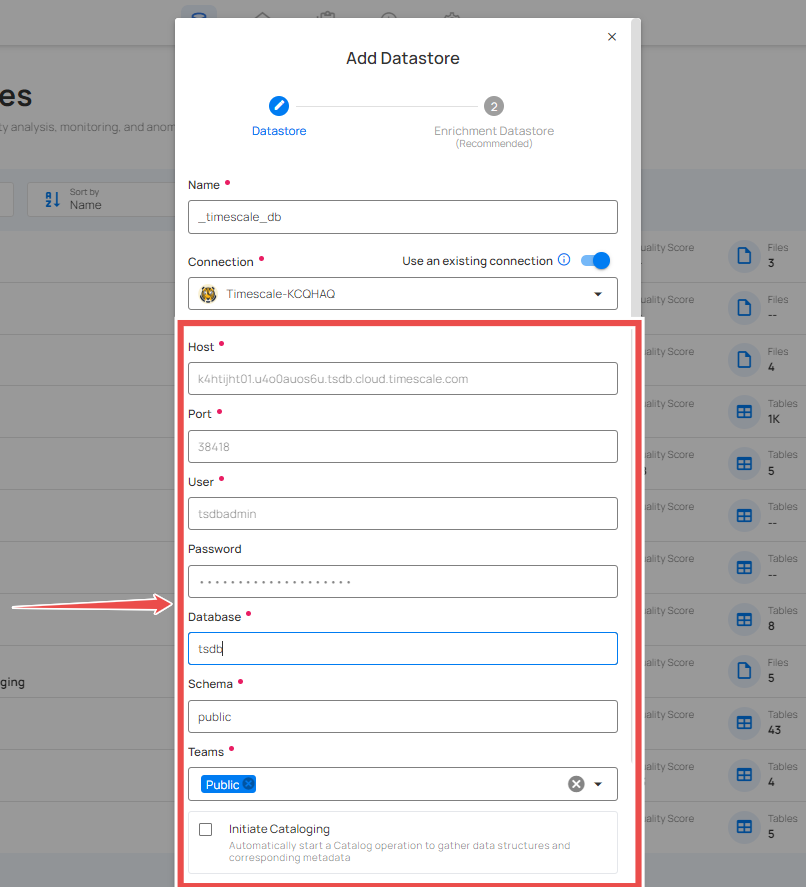 Add Datastore
2
Datastore
Enrichment Datastore
(Recommended)
es
ty analysis, monitoring, and anom
Sort by
Name
Name
_timescale_db
Connection
Use an existing connection
Timescale-KCQHAQ
Host
k4htijht01.u4o0auos6u.tsdb.cloud.timescale.com
Port
38418
User
tsdbadmin
Password
Database
tsdb
Schema
public
Teams
Public
Initiate Cataloging
Automatically start a Catalog operation to gather data structures and
corresponding metadata
ging
uality Score
Files
3
uality Score
Files
--
uality Score
Files
4
uality Score
Tables
1K
uality Score
Tables
5
uality Score
Tables
--
uality Score
Tables
--
uality Score
Tables
8
uality Score
Files
5
uality Score
Tables
43
uality Score
Tables
4
uality Score
Tables
5